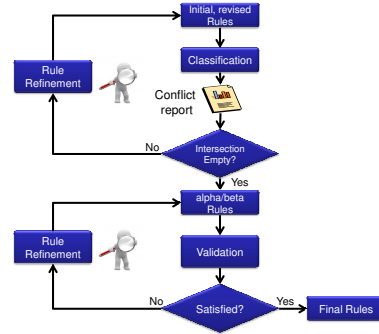 Initial, revised
Rules
Rule
Refinement
Classification
Conflict
report
No
Intersection
Empty?
Yes
alpha/beta
Rules
Rule
Refinement
Validation
No
Satisfied?
Yes
Final Rules